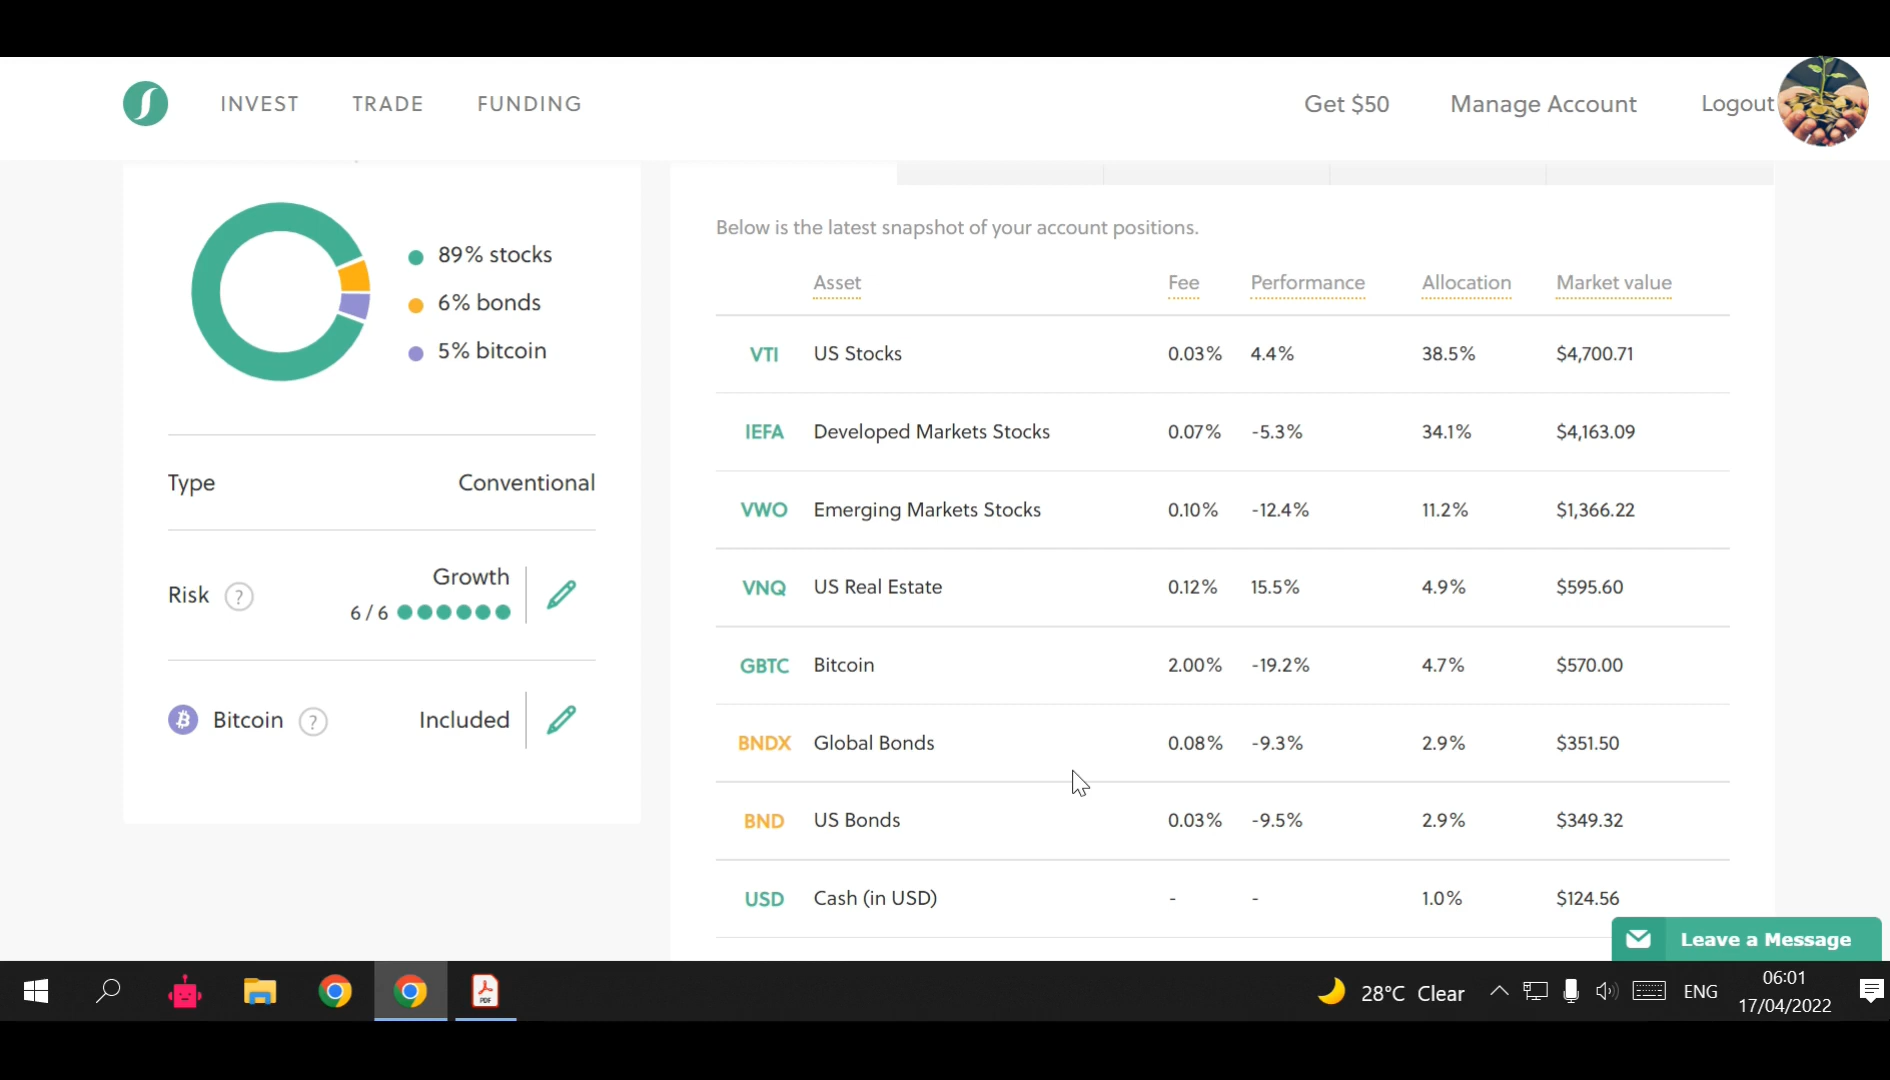 INVEST TRADE FUNDING Get $50 Manage Account Logout
89% stocks
6% bonds
5% bitcoin
Type Conventional
Risk ? Growth
6 / 6
Bitcoin ? Included
Below is the latest snapshot of your account positions.
Asset Fee Performance Allocation Market value
VTI US Stocks 0.03% 4.4% 38.5% $4,700.71
IEFA Developed Markets Stocks 0.07% -5.3% 34.1% $4,163.09
VWO Emerging Markets Stocks 0.10% -12.4% 11.2% $1,366.22
VNQ US Real Estate 0.12% 15.5% 4.9% $595.60
GBTC Bitcoin 2.00% -19.2% 4.7% $570.00
BNDX Global Bonds 0.08% -9.3% 2.9% $351.50
BND US Bonds 0.03% -9.5% 2.9% $349.32
USD Cash (in USD) - - 1.0% $124.56
Leave a Message
PDF
28°C Clear ENG 06:01
17/04/2022